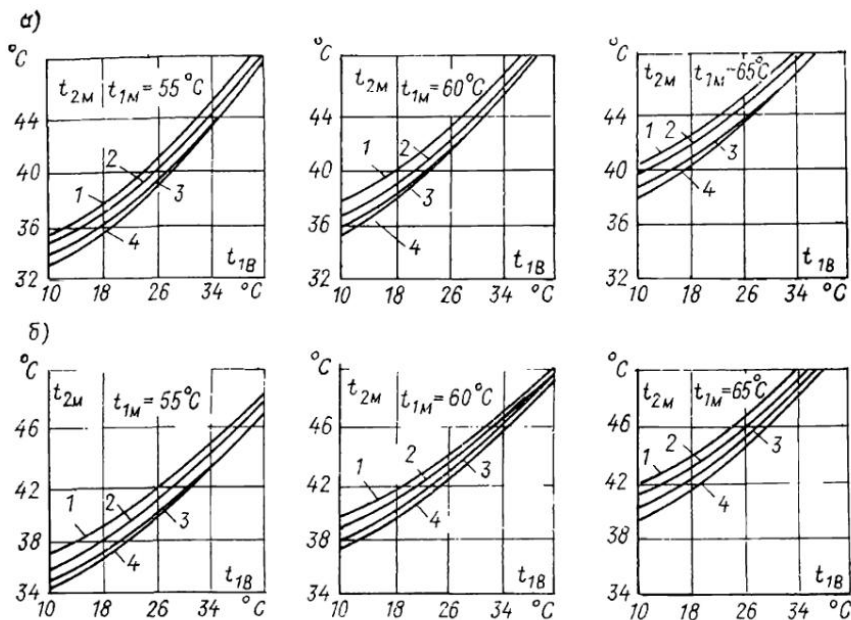 а)
°C °C °C
t2м t1м = 55°C t2м t1м = 60°C t2м t1м - 65°C
44 44 44
40 40 40
36 36 36
32 32 32
1 2 3 4 1 2 3 4 1 2 3 4
t1в t1в t1в
10 18 26 34 °C 10 18 26 34 °C 10 18 26 34 °C
б)
°C °C °C
t2м t1м = 55°C t2м t1м = 60°C t2м t1м = 65°C
46 46 46
42 42 42
38 38 38
34 34 34
1 2 3 4 1 2 3 4 1 2 3 4
t1в t1в t1в
10 18 26 34 °C 10 18 26 34 °C 10 18 26 34 °C